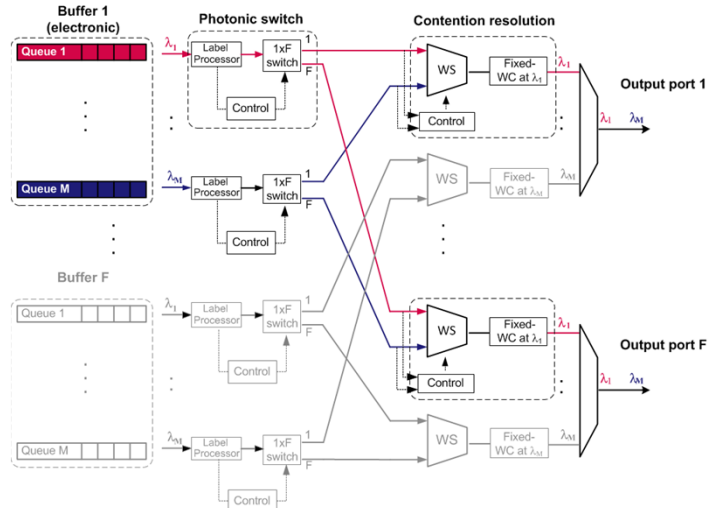 Buffer 1
(electronic)
Photonic switch
Contention resolution
Queue 1
λ1
Label
Processor
1xF
switch
1
F
Control
WS
Fixed-
WC at λ1
λ1
Control
Output port 1
λ1 λM
Queue M
λM
Label
Processor
1xF
switch
1
F
Control
WS
Fixed-
WC at λM
λM
Buffer F
Queue 1
λ1
Label
Processor
1xF
switch
1
F
Control
WS
Fixed-
WC at λ1
λ1
Control
Output port F
λ1 λM
Queue M
λM
Label
Processor
1xF
switch
1
F
Control
WS
Fixed-
WC at λM
λM